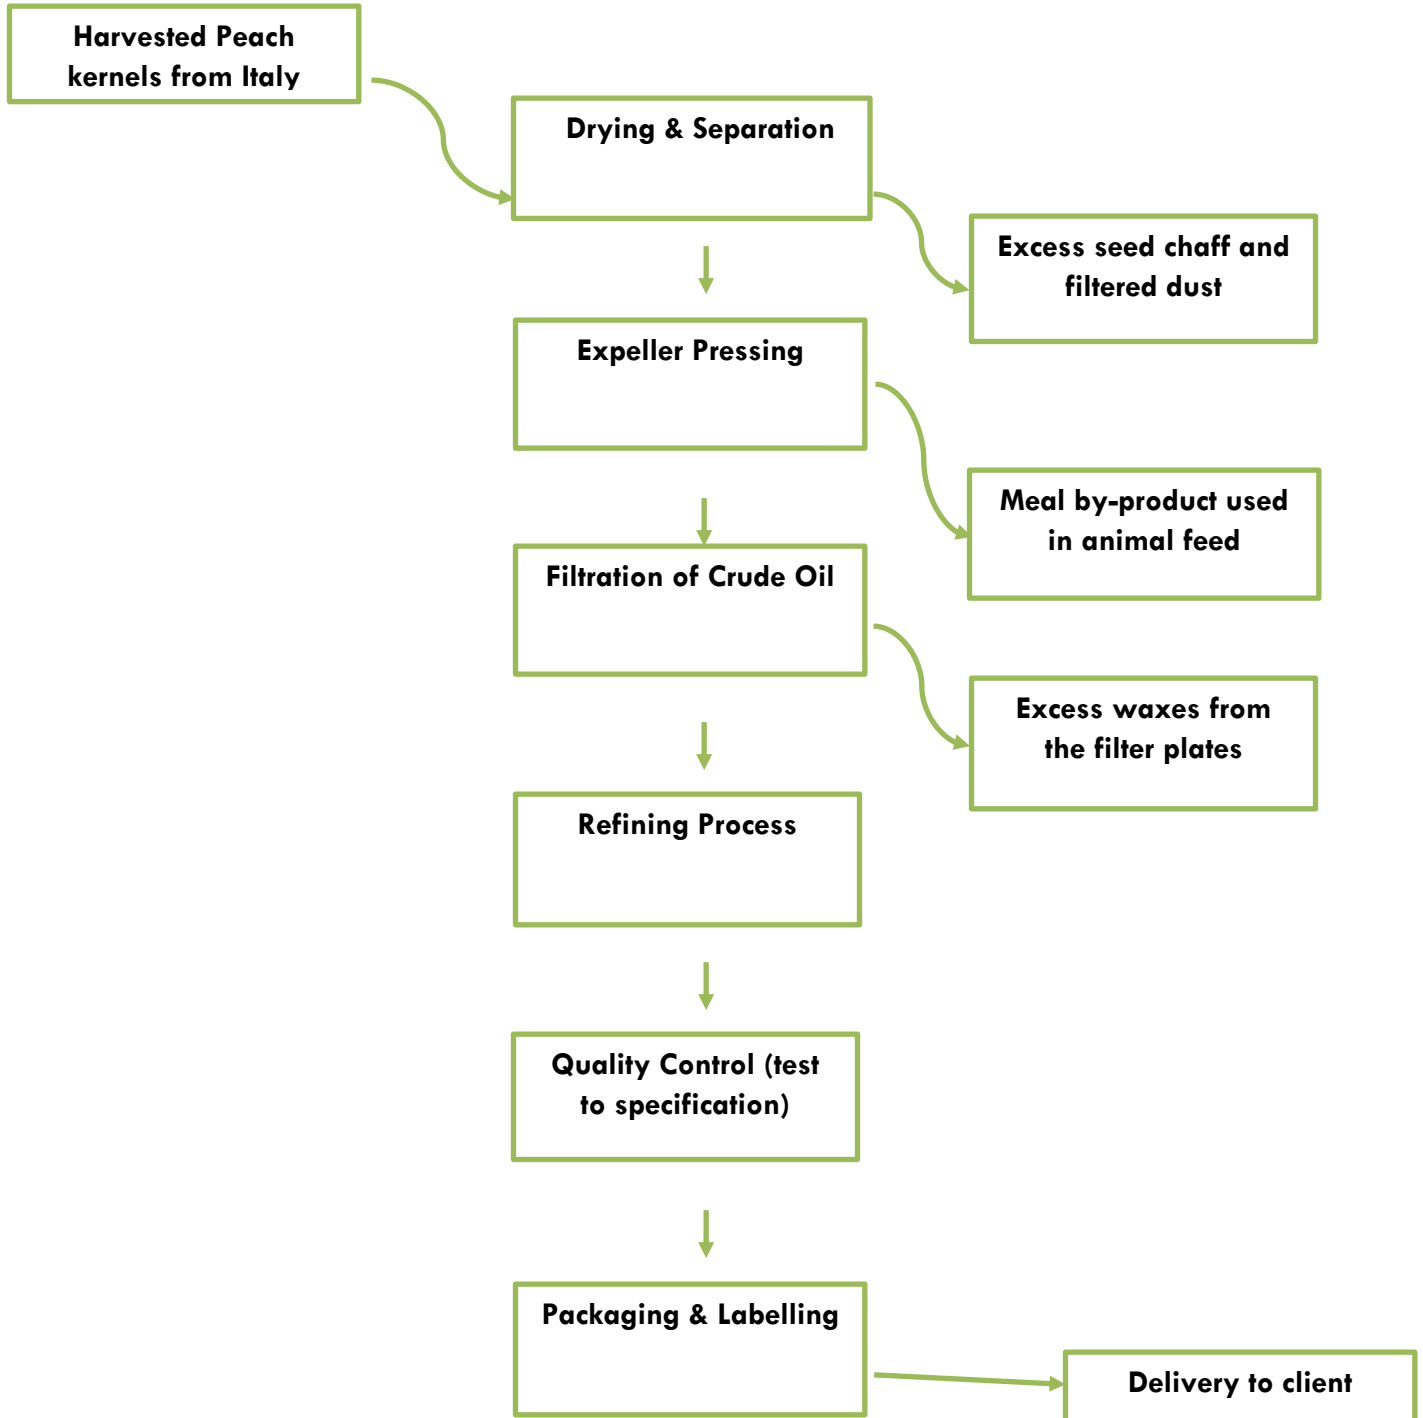 Harvested Peach
kernels from Italy
Drying & Separation
Excess seed chaff and
filtered dust
Expeller Pressing
Meal by-product used
in animal feed
Filtration of Crude Oil
Excess waxes from
the filter plates
Refining Process
Quality Control (test
to specification)
Packaging & Labelling
Delivery to client